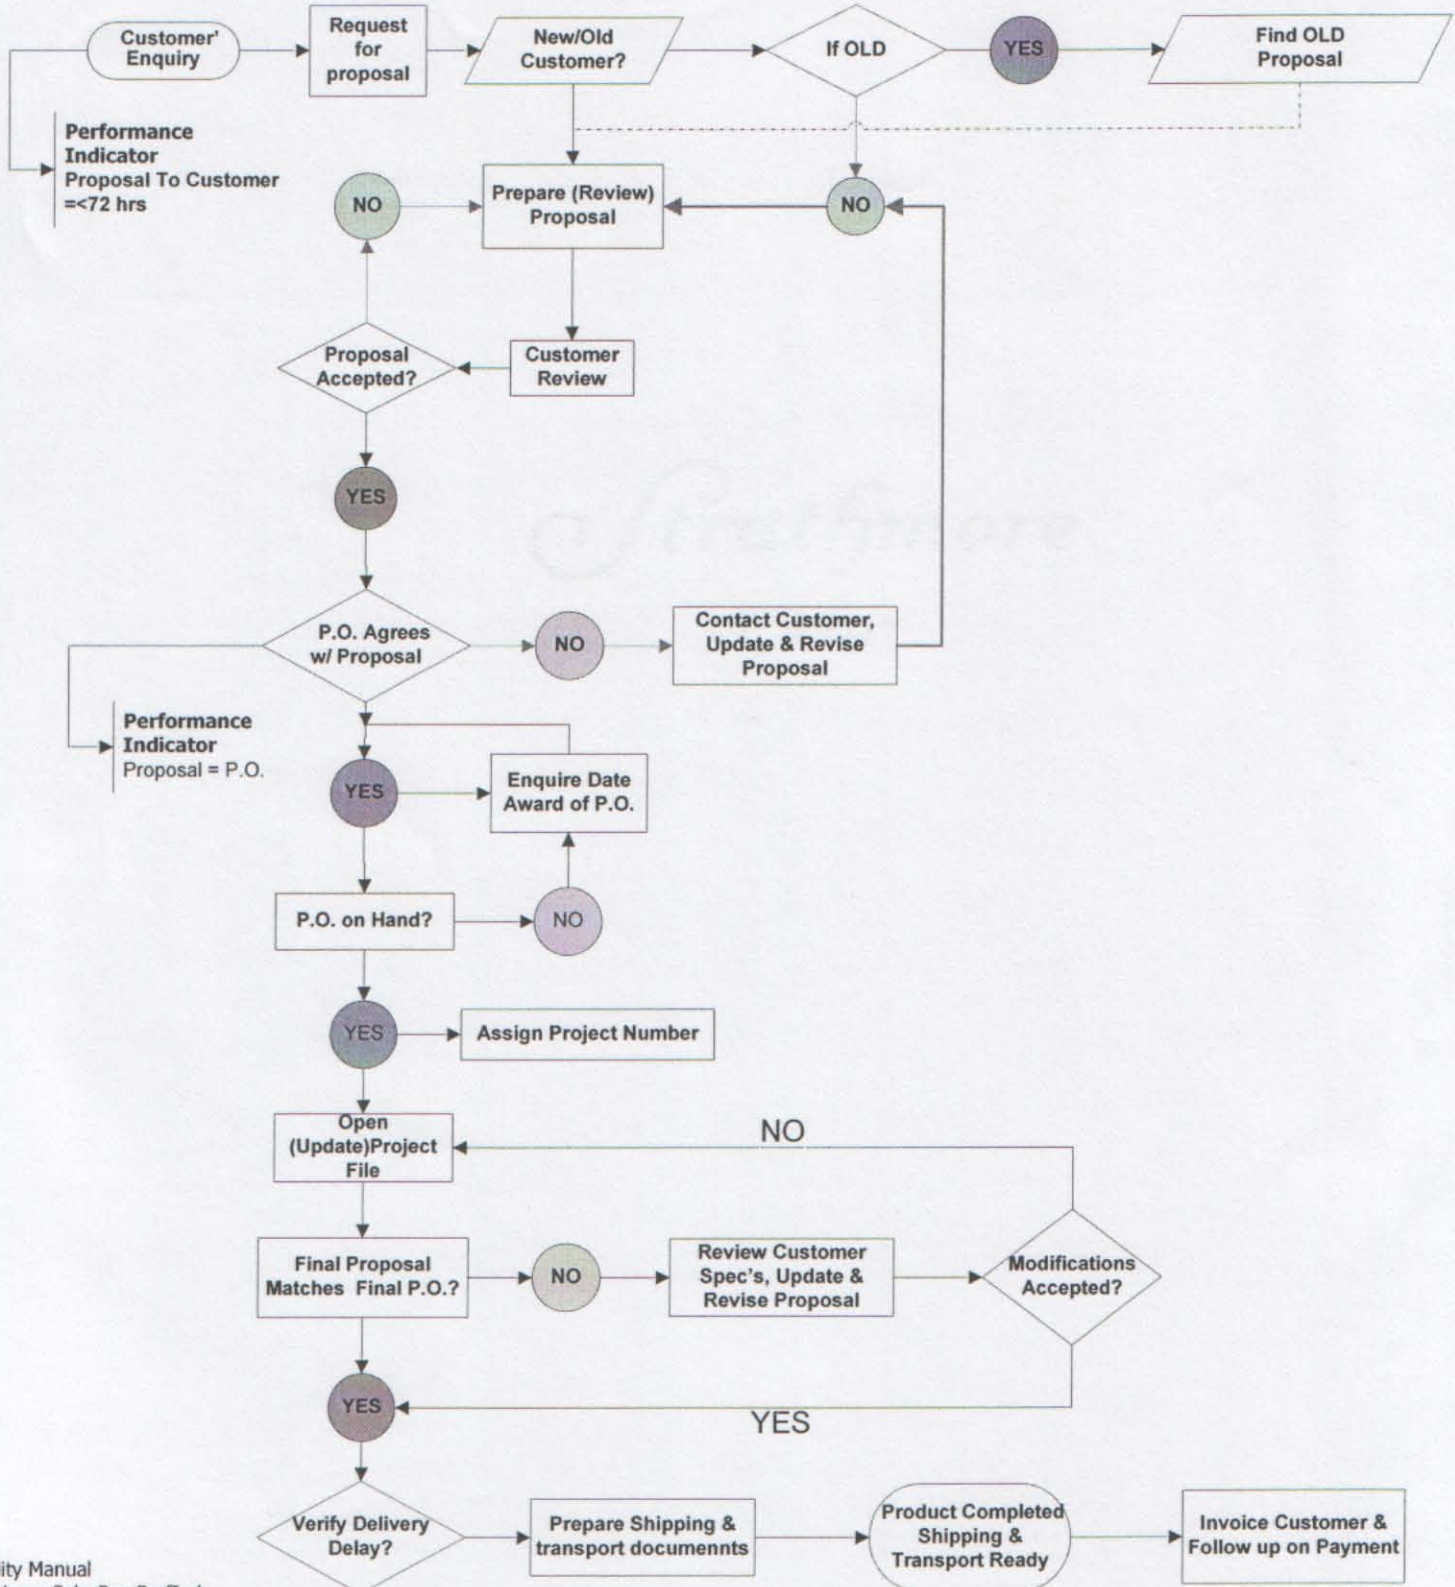 Customer'
Enquiry
Request
for
proposal
New/Old
Customer?
If OLD
YES
Find OLD
Proposal
Performance
Indicator
Proposal To Customer
=<72 hrs
NO
Prepare (Review)
Proposal
NO
Proposal
Accepted?
Customer
Review
YES
Strathmore
P.O. Agrees
w/ Proposal
NO
Contact Customer,
Update & Revise
Proposal
Performance
Indicator
Proposal = P.O.
YES
Enquire Date
Award of P.O.
P.O. on Hand?
NO
YES
Assign Project Number
Open
(Update)Project
File
NO
Final Proposal
Matches Final P.O.?
NO
Review Customer
Spec's, Update &
Revise Proposal
Modifications
Accepted?
YES
YES
Verify Delivery
Delay?
Prepare Shipping &
transport documennts
Product Completed
Shipping &
Transport Ready
Invoice Customer &
Follow up on Payment
lity Manual